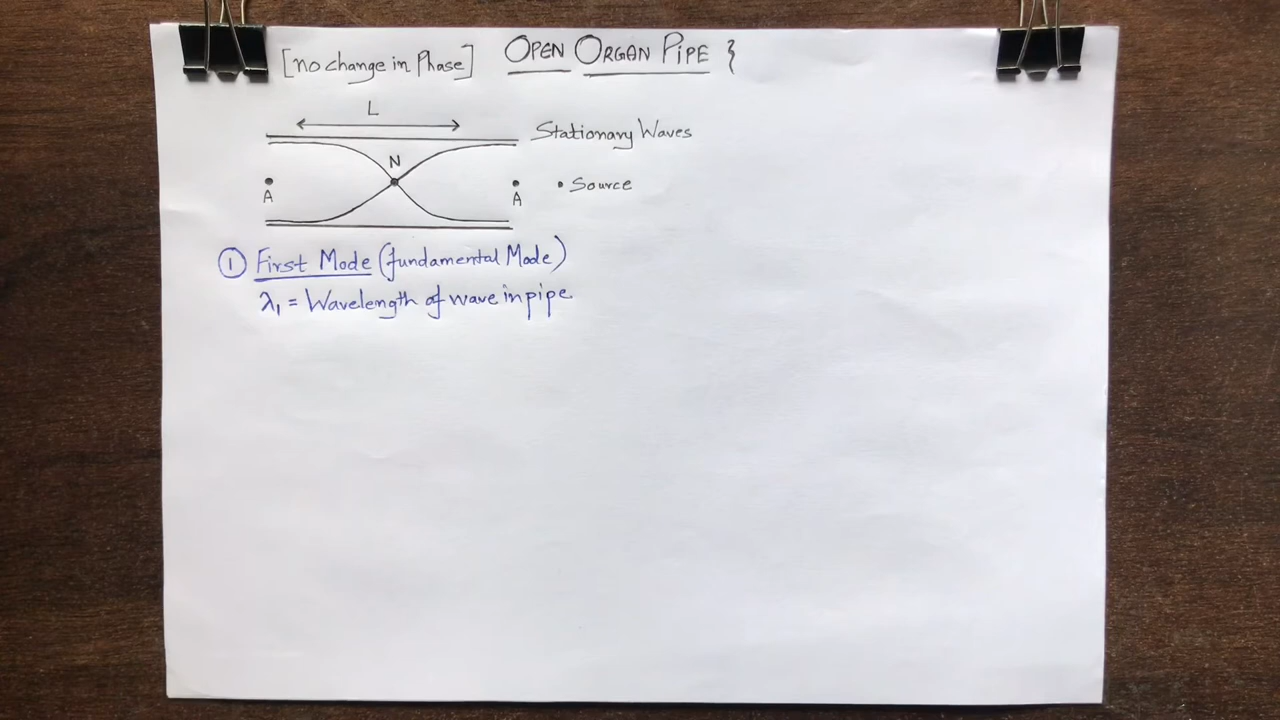 [no change in Phase] OPEN ORGAN PIPE }
L
Stationary Waves
N
A
A
• Source
① First Mode (fundamental Mode)
λ₁ = Wavelength of wave in pipe